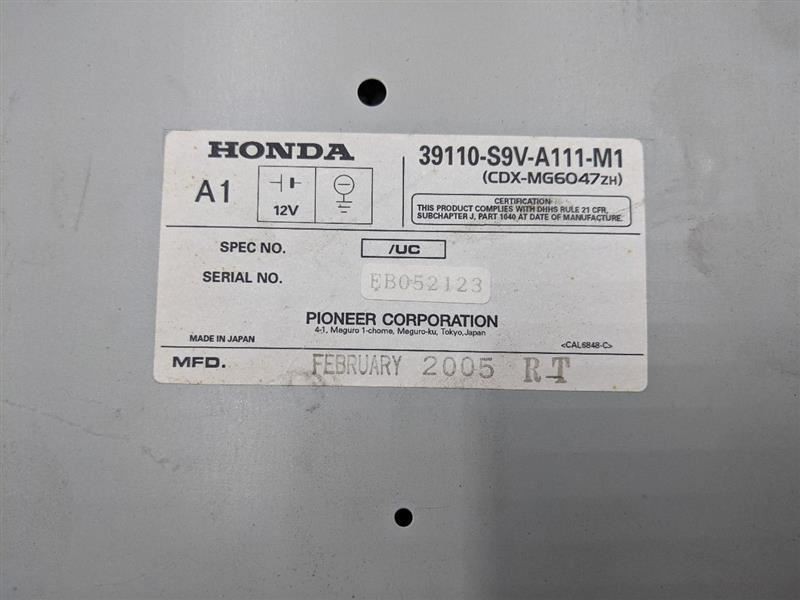 HONDA
39110-S9V-A111-M1
(CDX-MG6047ZH)
A1
12V
CERTIFICATION
THIS PRODUCT COMPLIES WITH DHHS RULE 21 CFR,
SUBCHAPTER J, PART 1040 AT DATE OF MANUFACTURE.
SPEC NO. /UC
SERIAL NO. EB052123
PIONEER CORPORATION
4-1, Meguro 1-chome, Meguro-ku, Tokyo, Japan
MADE IN JAPAN <CAL6848-C>
MFD. FEBRUARY 2005 R-T